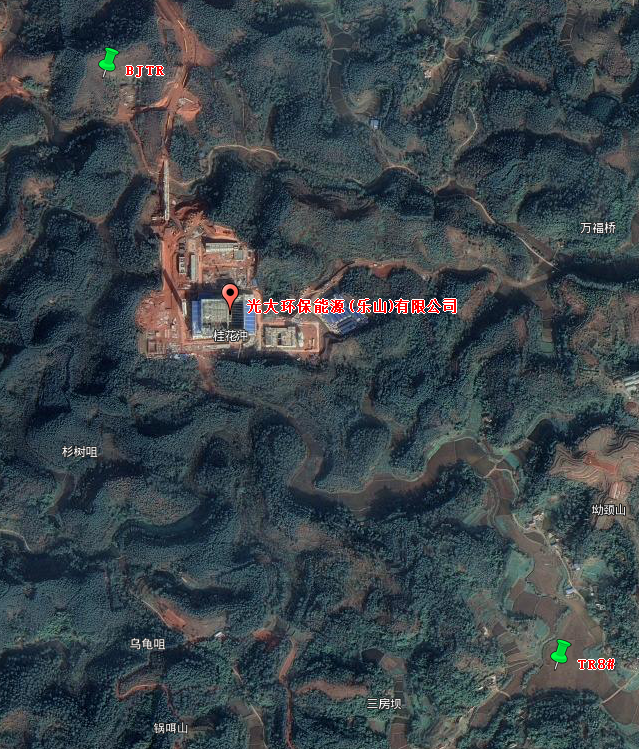 BJTR
万福桥
光大环保能源(乐山)有限公司
桂花冲
杉树咀
坳颈山
乌龟咀
TR8#
三房坝
锅咡山